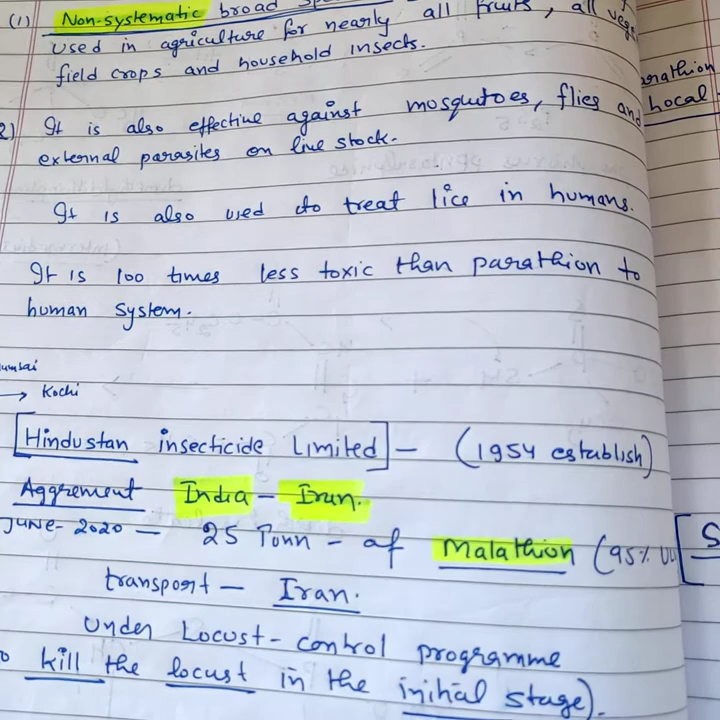 (1) Non-systematic broad
used in agriculture for nearly all fruits, all
field crops and household insects.
It is also effective against mosquitoes, flies and
external parasites on live stock.
It is also used to treat lice in humans.
It is 100 times less toxic than parathion to
human system.
→ Kochi
[Hindustan insecticide Limited] - (1954 establish)
Aggrement India - Iran.
JUNE-2020 - 25 Tonn - of Malathion (95%
transport - Iran.
under Locust-control programme
kill the locust in the initial stage).
hocal